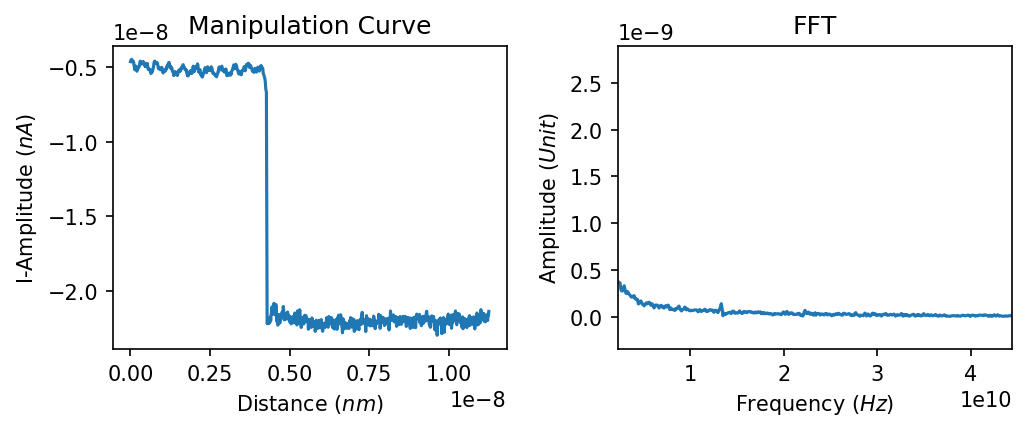 Manipulation Curve
1e−8
I-Amplitude (nA)
−0.5
−1.0
−1.5
−2.0
0.00 0.25 0.50 0.75 1.00
1e−8
Distance (nm)
FFT
1e−9
Amplitude (Unit)
2.5
2.0
1.5
1.0
0.5
0.0
1 2 3 4
1e10
Frequency (Hz)